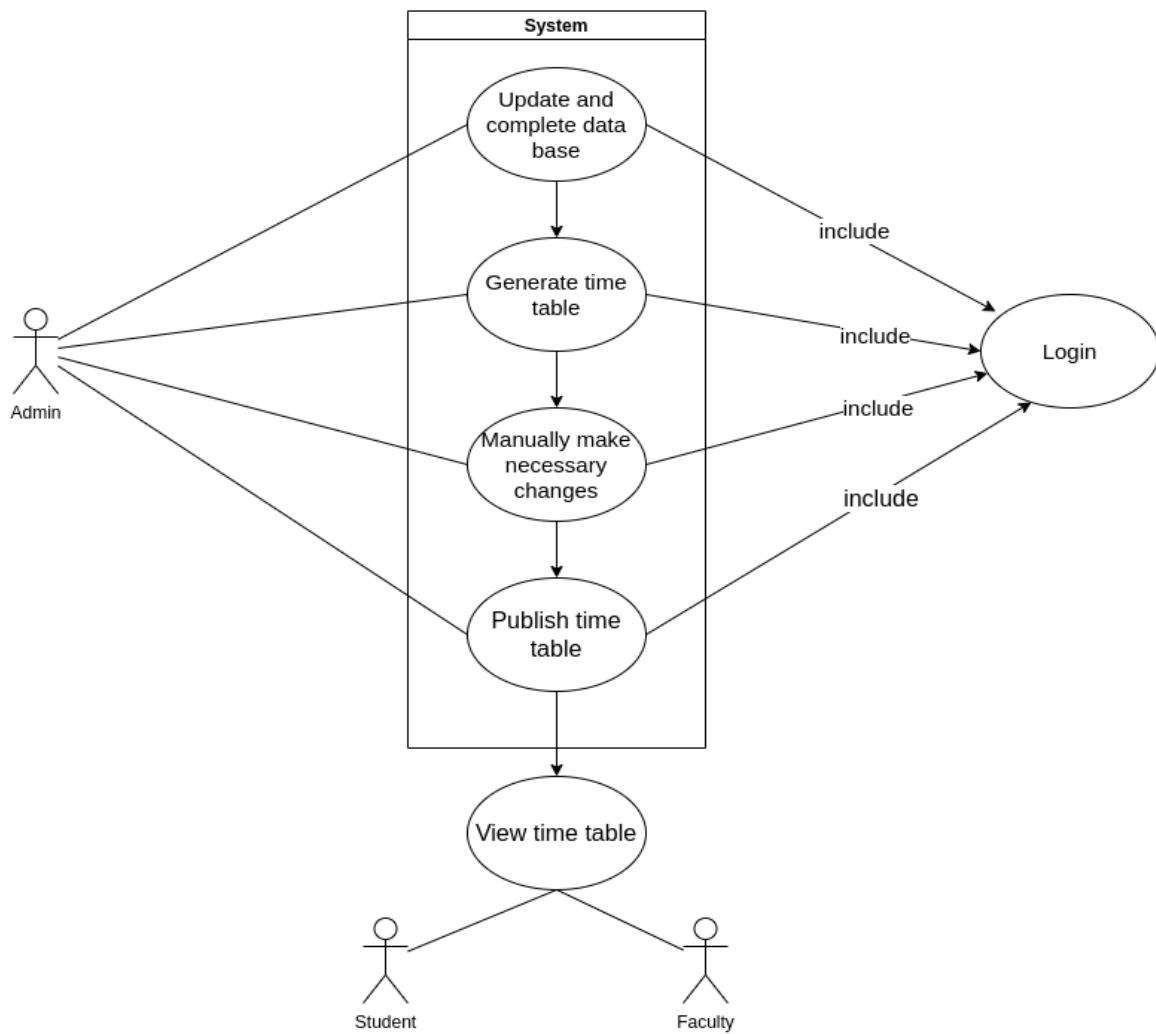 System
Update and
complete data
base
include
Generate time
table
include
Login
Admin
include
Manually make
necessary
changes
include
Publish time
table
View time table
Student
Faculty